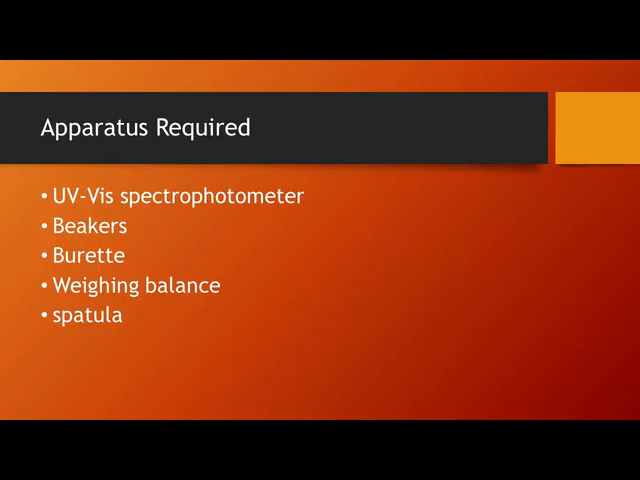 Apparatus Required
• UV-Vis spectrophotometer
• Beakers
• Burette
• Weighing balance
• spatula